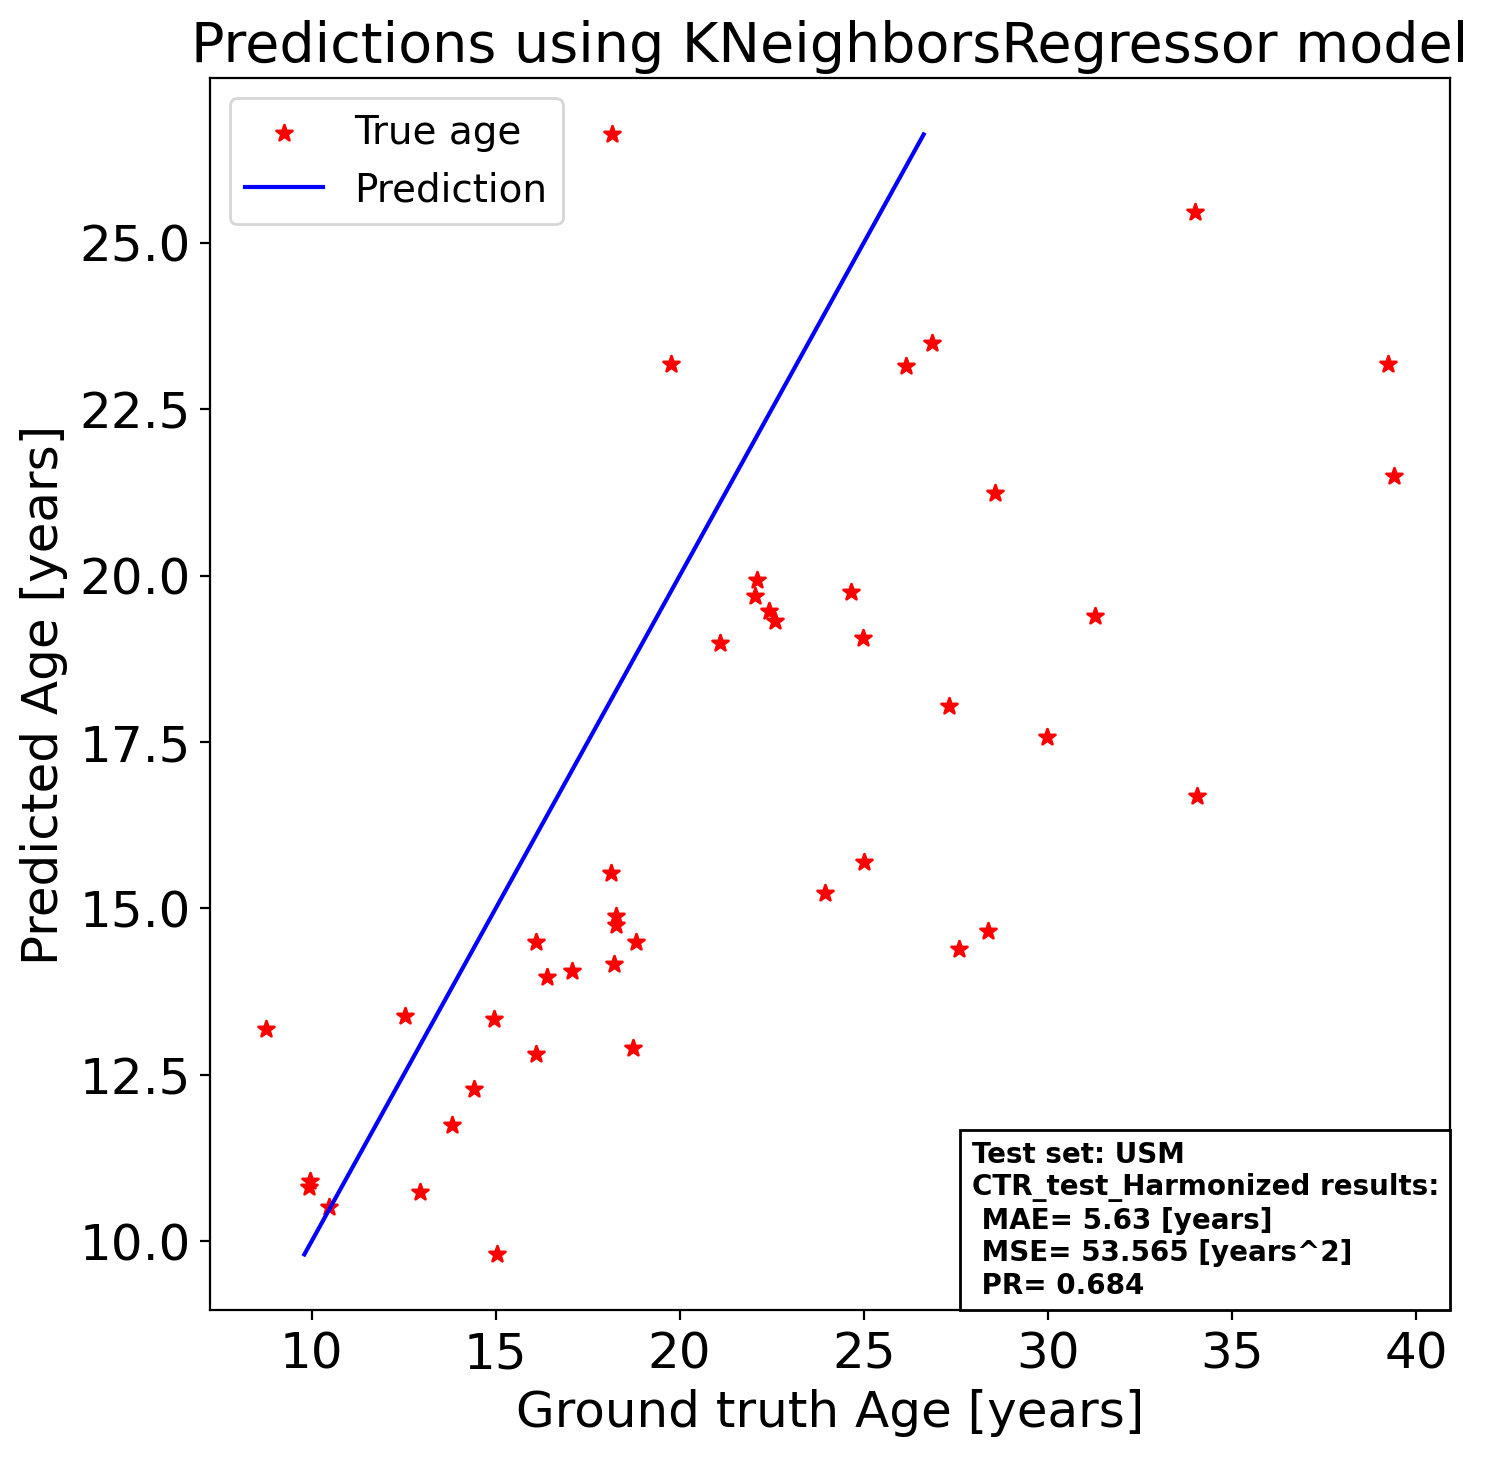 Predictions using KNeighborsRegressor model
True age
Prediction
25.0
22.5
20.0
17.5
15.0
12.5
10.0
Predicted Age [years]
Test set: USM
CTR_test_Harmonized results:
MAE= 5.63 [years]
MSE= 53.565 [years^2]
PR= 0.684
10 15 20 25 30 35 40
Ground truth Age [years]